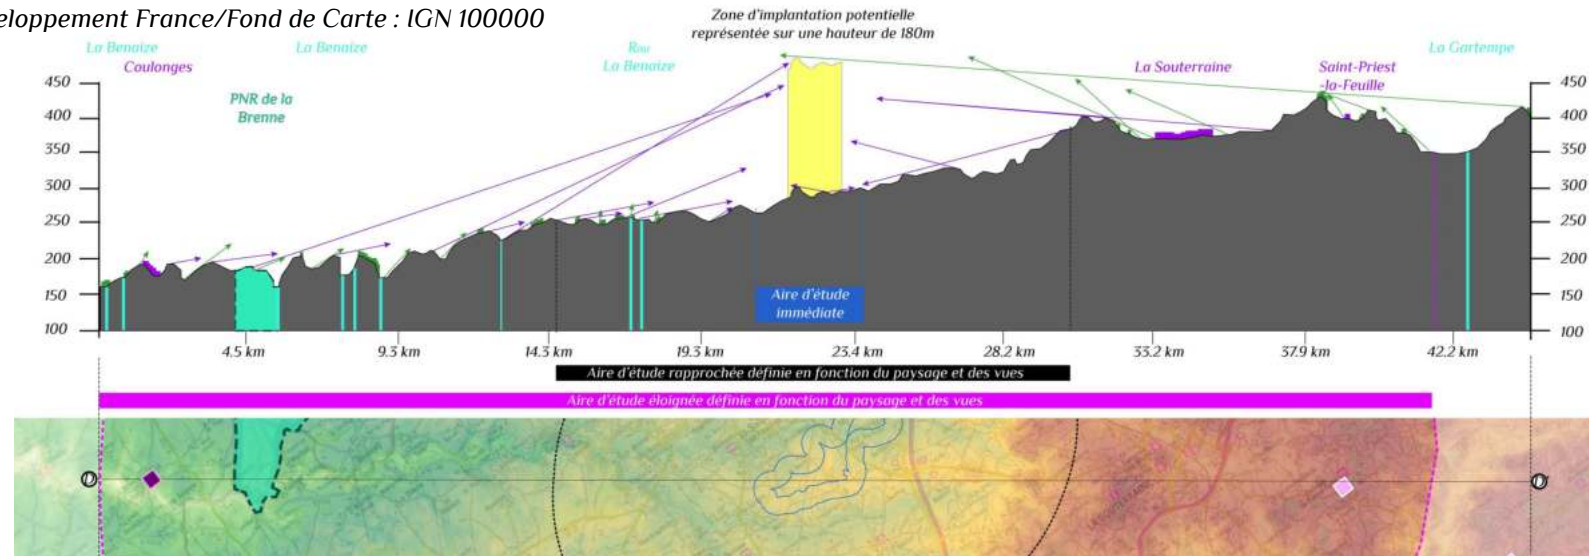 eloppement France/Fond de Carte : IGN 100000
Zone d'implantation potentielle
représentée sur une hauteur de 180m
La Benaize
Coulonges
PNR de la
Brenne
La Benaize
Rau
La Benaize
La Souterraine
Saint-Priest
-la-Feuille
La Gartempe
450
400
350
300
250
200
150
100
450
400
350
300
250
200
150
100
Aire d'étude
immédiate
4.5 km
9.3 km
14.3 km
19.3 km
23.4 km
28.2 km
33.2 km
37.9 km
42.2 km
Aire d'étude rapprochée définie en fonction du paysage et des vues
Aire d'étude éloignée définie en fonction du paysage et des vues
D
D